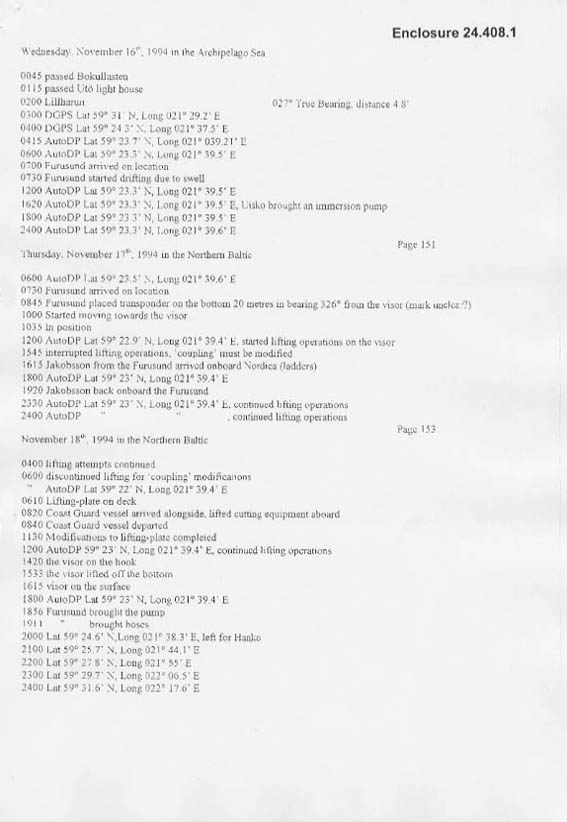 Enclosure 24.408.1
Wednesday, November 16th, 1994 in the Archipelago Sea
0045 passed Bokullasten
0115 passed Utö light house
0200 Lillharun 027° True Bearing, distance 4.8'
0300 DGPS Lat 59° 31' N, Long 021° 29.2' E
0400 DGPS Lat 59° 24.3' N, Long 021° 37.5' E
0415 AutoDP Lat 59° 23.7' N, Long 021° 039.21' E
0600 AutoDP Lat 59° 23.3' N, Long 021° 39.5' E
0700 Furusund arrived on location
0730 Furusund started drifting due to swell
1200 AutoDP Lat 59° 23.3' N, Long 021° 39.5' E
1620 AutoDP Lat 59° 23.3' N, Long 021° 39.5' E, Uisko brought an immersion pump
1800 AutoDP Lat 59° 23.3' N, Long 021° 39.5' E
2400 AutoDP Lat 59° 23.3' N, Long 021° 39.6' E
Page 151
Thursday, November 17th, 1994 in the Northern Baltic
0600 AutoDP Lat 59° 23.5' N, Long 021° 39.6' E
0730 Furusund arrived on location
0845 Furusund placed transponder on the bottom 20 metres in bearing 326° from the visor (mark unclear?)
1000 Started moving towards the visor
1035 In position
1200 AutoDP Lat 59° 22.9' N, Long 021° 39.4' E, started lifting operations on the visor
1545 interrupted lifting operations, 'coupling' must be modified
1615 Jakobsson from the Furusund arrived onboard Nordica (ladders)
1800 AutoDP Lat 59° 23' N, Long 021° 39.4' E
1920 Jakobsson back onboard the Furusund
2330 AutoDP Lat 59° 23' N, Long 021° 39.4' E, continued lifting operations
2400 AutoDP " " , continued lifting operations
Page 153
November 18th, 1994 in the Northern Baltic
0400 lifting attempts continued
0600 discontinued lifting for 'coupling' modifications
" AutoDP Lat 59° 22' N, Long 021° 39.4' E
0610 Lifting-plate on deck
0820 Coast Guard vessel arrived alongside, lifted cutting equipment aboard
0840 Coast Guard vessel departed
1130 Modifications to lifting-plate completed
1200 AutoDP 59° 23' N, Long 021° 39.4' E, continued lifting operations
1420 the visor on the hook
1533 the visor lifted off the bottom
1615 visor on the surface
1800 AutoDP Lat 59° 23' N, Long 021° 39.4' E
1856 Furusund brought the pump
1911 " brought hoses
2000 Lat 59° 24.6' N,Long 021° 38.3' E, left for Hanko
2100 Lat 59° 25.7' N, Long 021° 44.1' E
2200 Lat 59° 27.8' N, Long 021° 55' E
2300 Lat 59° 29.7' N, Long 022° 06.5' E
2400 Lat 59° 31.6' N, Long 022° 17.6' E